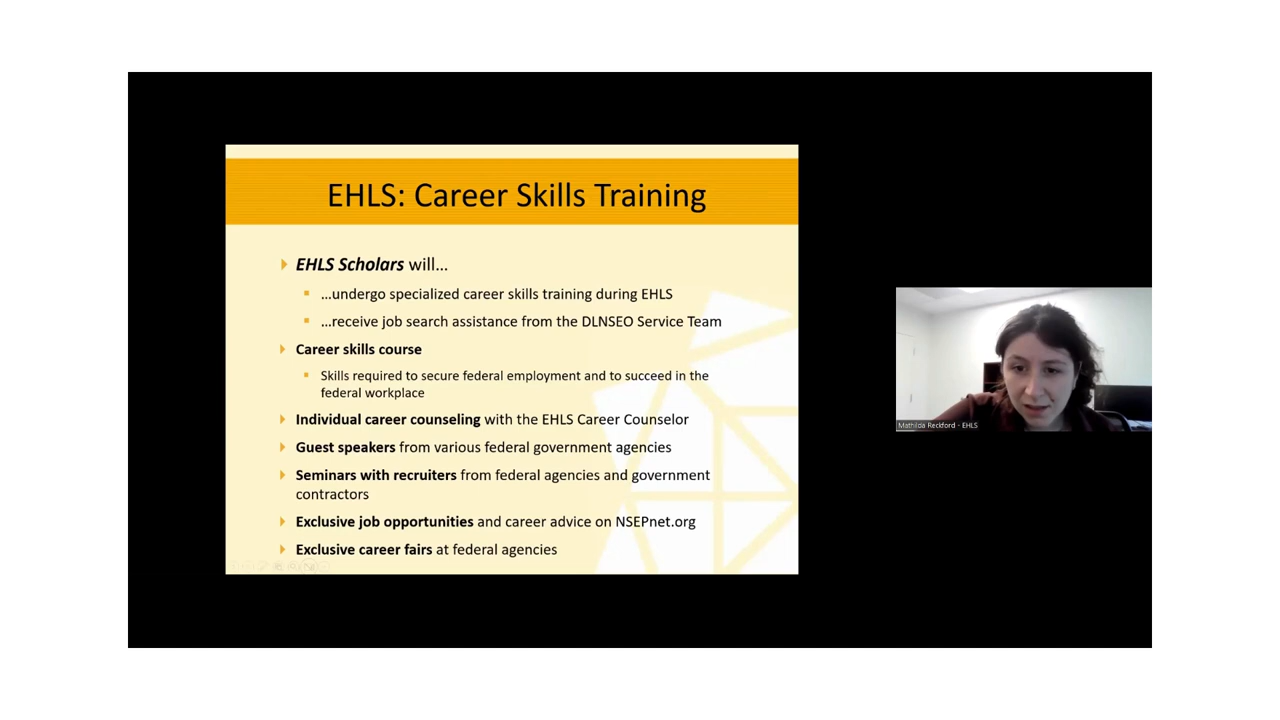 EHLS: Career Skills Training
EHLS Scholars will...
...undergo specialized career skills training during EHLS
...receive job search assistance from the DLNSEO Service Team
Career skills course
Skills required to secure federal employment and to succeed in the
federal workplace
Individual career counseling with the EHLS Career Counselor
Guest speakers from various federal government agencies
Seminars with recruiters from federal agencies and government
contractors
Exclusive job opportunities and career advice on NSEPnet.org
Exclusive career fairs at federal agencies
Mathilda Reckford - EHLS